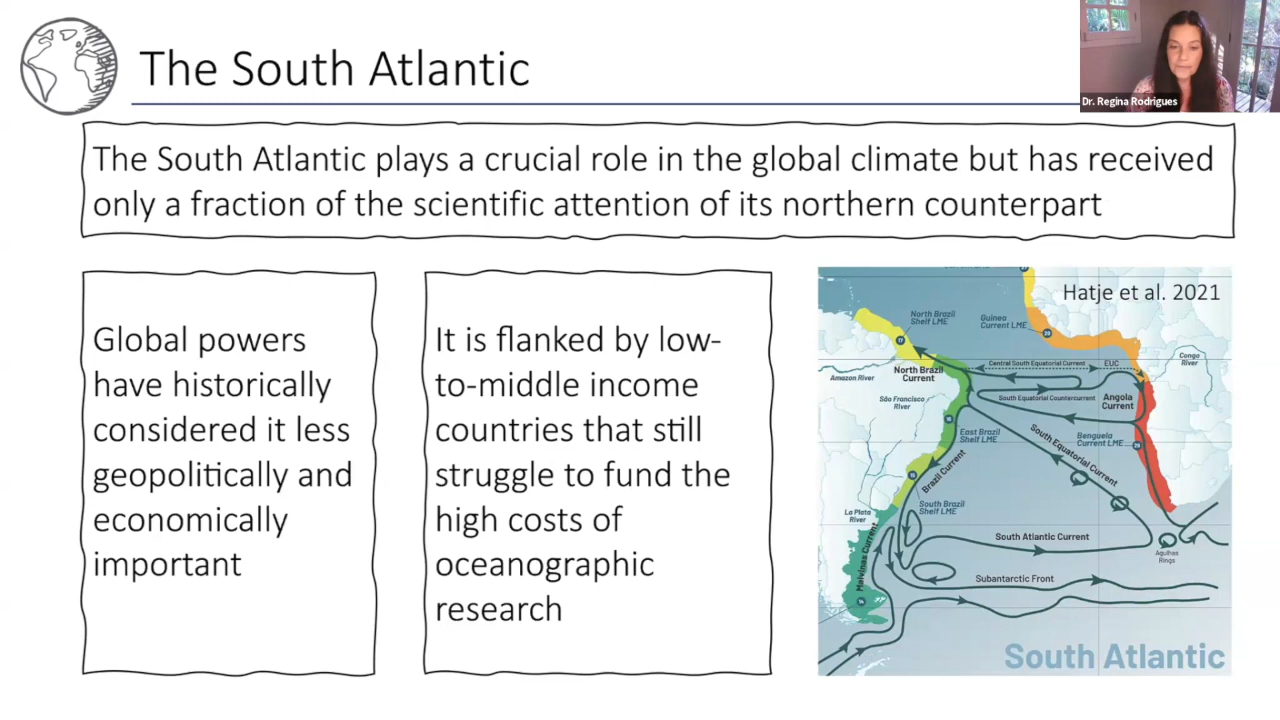 The South Atlantic
Dr. Regina Rodrigues
The South Atlantic plays a crucial role in the global climate but has received
only a fraction of the scientific attention of its northern counterpart
Global powers
have historically
considered it less
geopolitically and
economically
important
It is flanked by low-
to-middle income
countries that still
struggle to fund the
high costs of
oceanographic
research
Hatje et al. 2021
North Brazil
Shelf LME
17
Guinea
Current LME
28
Congo
River
Central South Equatorial Current
EUC
Amazon River
North Brazil
Current
South Equatorial Countercurrent
Angola
Current
São Francisco
River
16
East Brazil
Shelf LME
South Equatorial Current
Benguela
Current LME
29
Brazil Current
15
South Brazil
Shelf LME
La Plata
River
Malvinas Current
South Atlantic Current
Agulhas
Rings
Subantarctic Front
14
South Atlantic